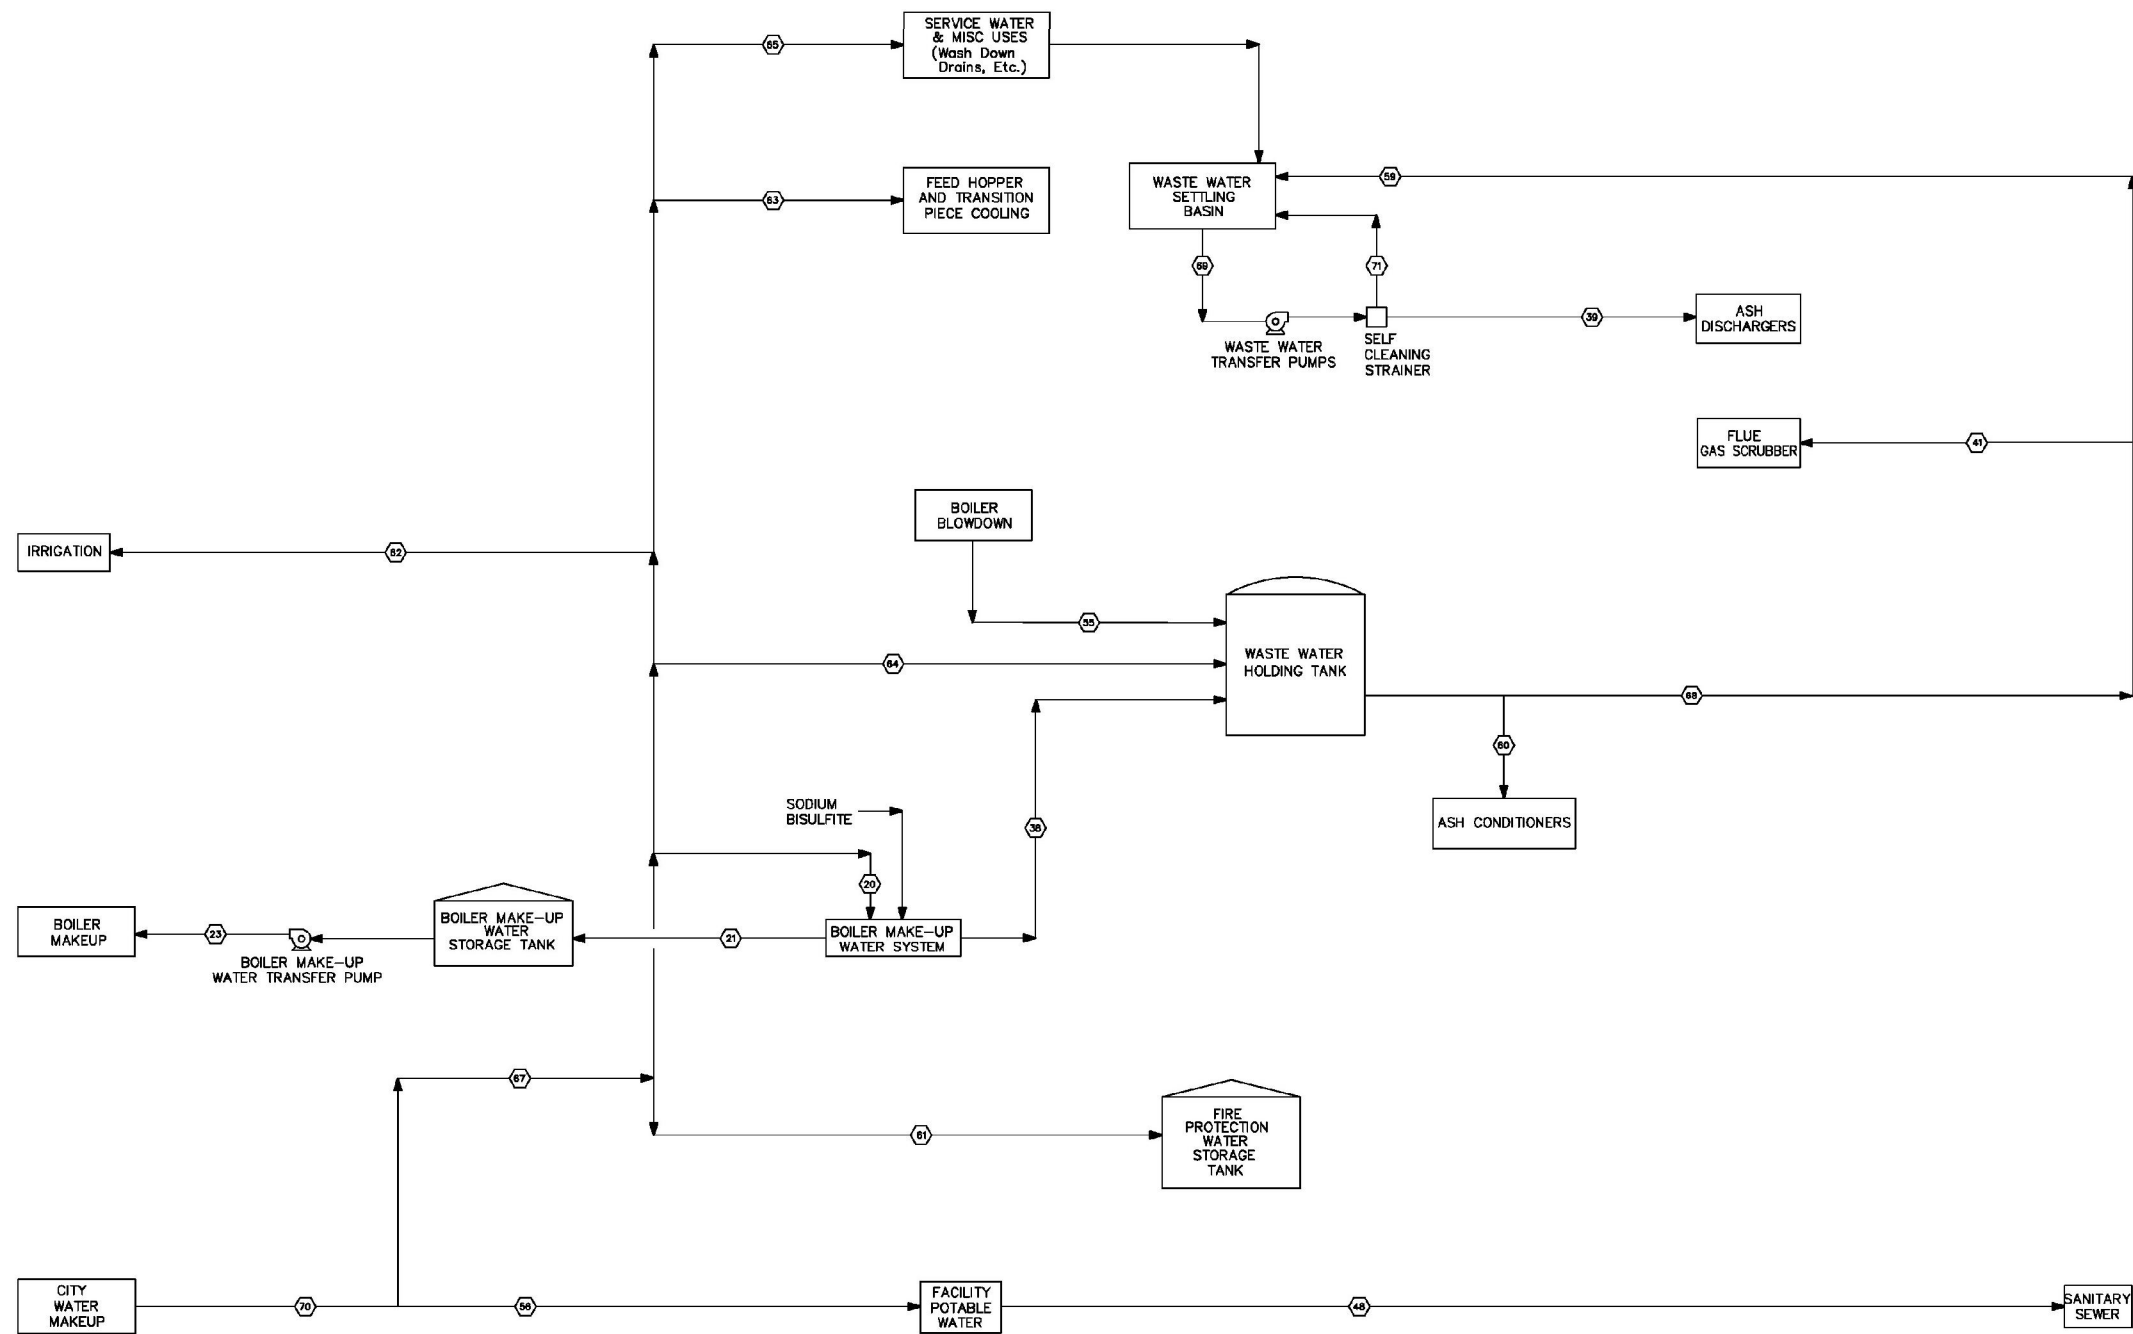 SERVICE WATER
& MISC USES
(Wash Down
Drains, Etc.)
65
FEED HOPPER
AND TRANSITION
PIECE COOLING
63
WASTE WATER
SETTLING
BASIN
59
69
71
WASTE WATER
TRANSFER PUMPS
SELF
CLEANING
STRAINER
39
ASH
DISCHARGERS
FLUE
GAS SCRUBBER
41
BOILER
BLOWDOWN
IRRIGATION
62
55
64
WASTE WATER
HOLDING TANK
68
60
ASH CONDITIONERS
SODIUM
BISULFITE
38
20
BOILER
MAKEUP
23
BOILER MAKE-UP
WATER TRANSFER PUMP
BOILER MAKE-UP
WATER
STORAGE TANK
21
BOILER MAKE-UP
WATER SYSTEM
67
61
FIRE
PROTECTION
WATER
STORAGE
TANK
CITY
WATER
MAKEUP
70
56
FACILITY
POTABLE
WATER
48
SANITARY
SEWER